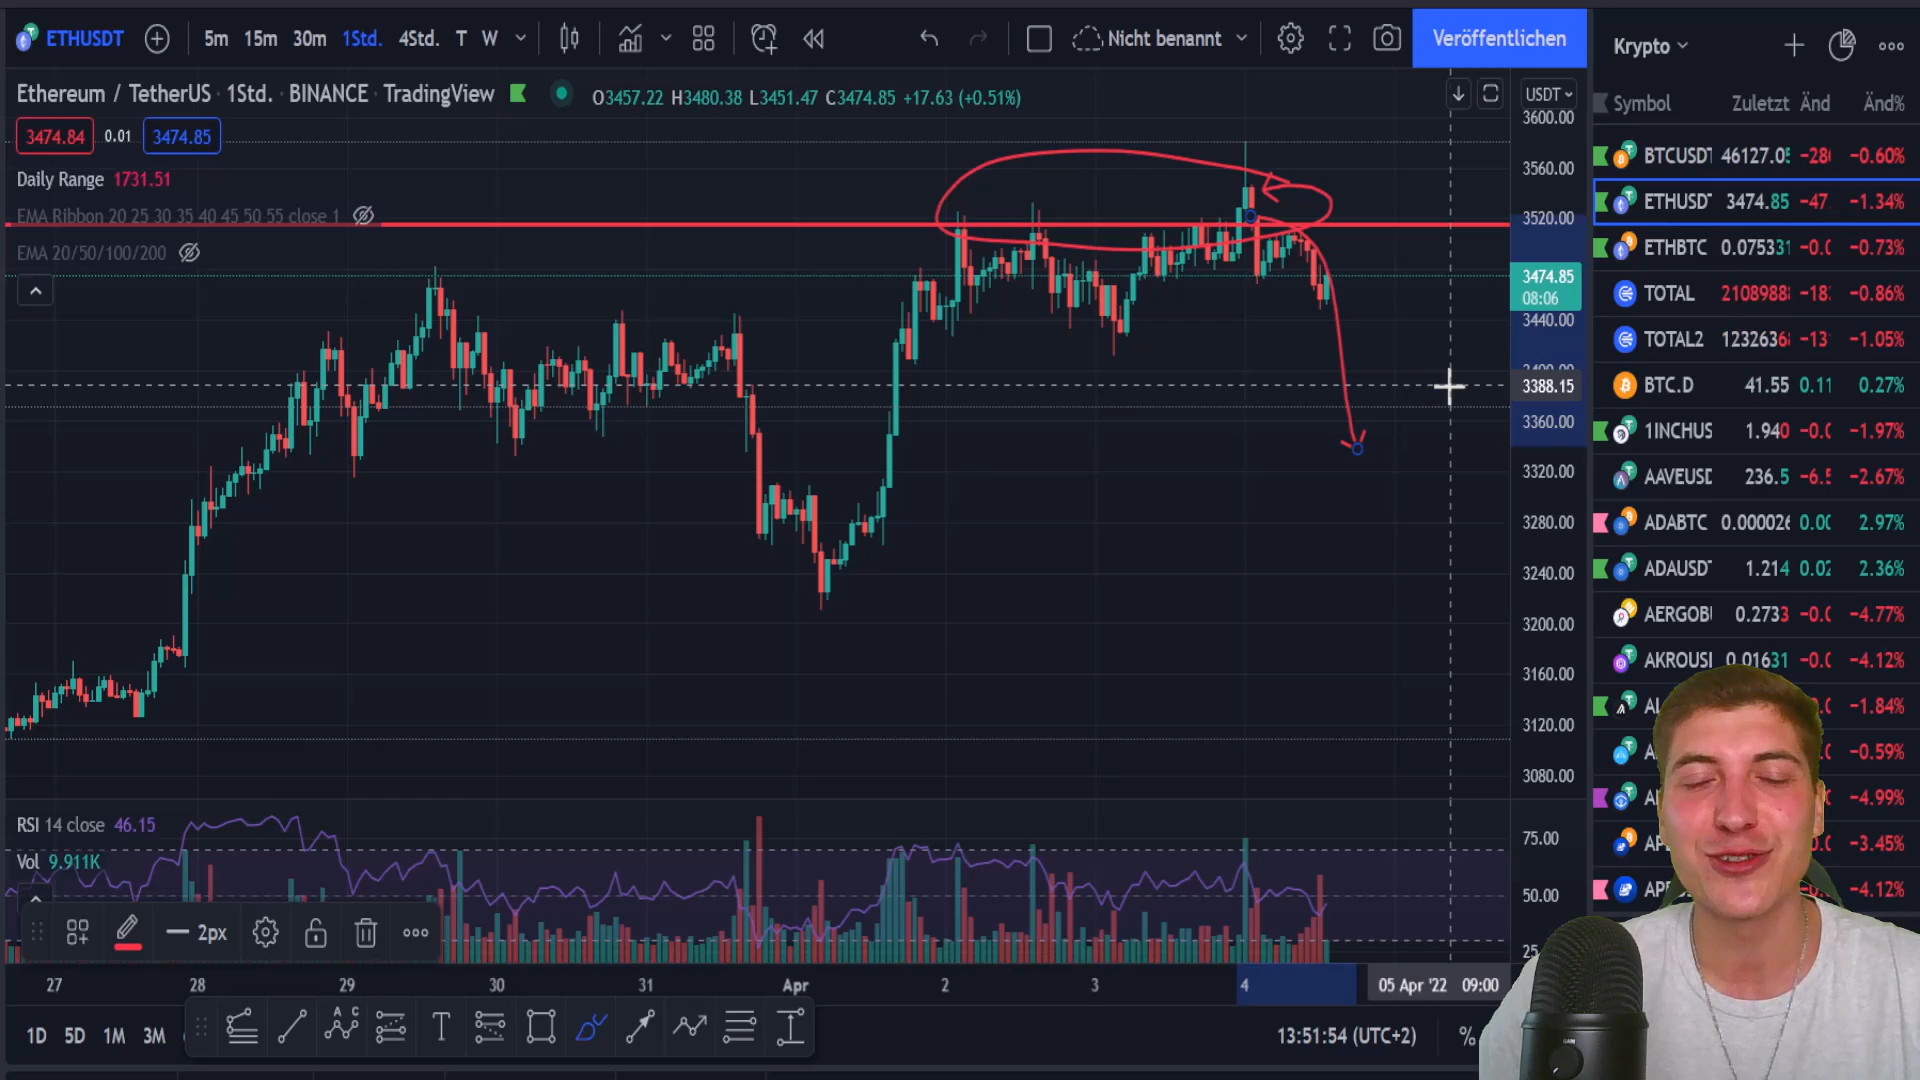 ETHUSDT 5m 15m 30m 1Std. 4Std. T W Nicht benannt Veröffentlichen
Krypto
Ethereum / TetherUS · 1Std. · BINANCE · TradingView O3457.22 H3480.38 L3451.47 C3474.85 +17.63 (+0.51%)
3474.84 0.01 3474.85
Daily Range 1731.51
EMA Ribbon 20 25 30 35 40 45 50 55 close 1
EMA 20/50/100/200
USDT
3600.00
3560.00
3520.00
3474.85
08:06
3440.00
3388.15
3360.00
3320.00
3280.00
3240.00
3200.00
3160.00
3120.00
3080.00
RSI 14 close 46.15
Vol 9.911K
75.00
50.00
25
2px
27 28 29 30 31 Apr 2 3 4 05 Apr '22 09:00
1D 5D 1M 3M
13:51:54 (UTC+2) %
Symbol Zuletzt Änd Änd%
BTCUSDT 46127.05 −0.60%
ETHUSDT 3474.85 −47 −1.34%
ETHBTC 0.075331 −0.0 −0.73%
TOTAL 2108988 −18 −0.86%
TOTAL2 1232636 −13 −1.05%
BTC.D 41.55 0.11 0.27%
1INCHUS 1.940 −0.0 −1.97%
AAVEUSD 236.5 −6.5 −2.67%
ADABTC 0.000026 0.00 2.97%
ADAUSDT 1.214 0.02 2.36%
AERGOBU 0.2733 −0.0 −4.77%
AKROUSI 0.01631 −0.0 −4.12%
−1.84%
−0.59%
−4.99%
−3.45%
−4.12%